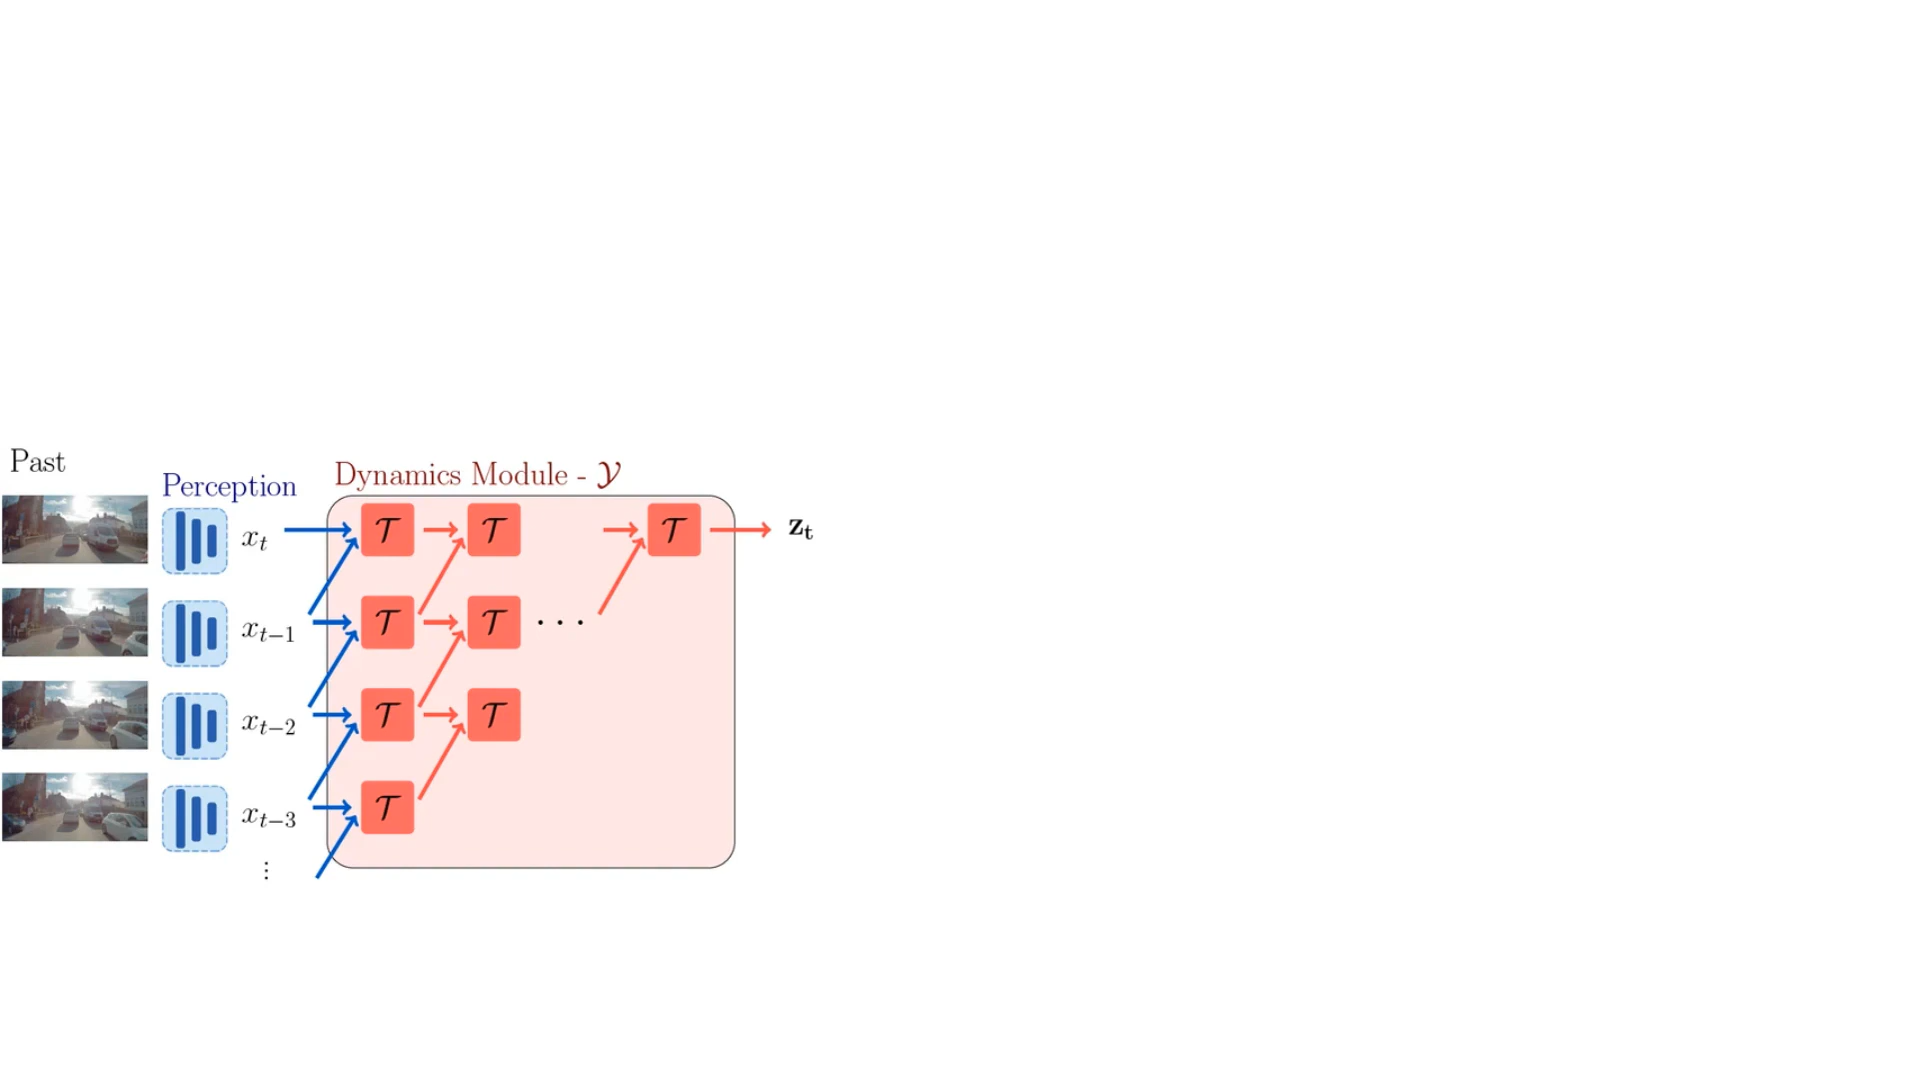 Past
Perception
Dynamics Module - 𝒴
x_t 𝒯 𝒯 𝒯 z_t
x_{t−1} 𝒯 𝒯 . . .
x_{t−2} 𝒯 𝒯
x_{t−3} 𝒯
⋮